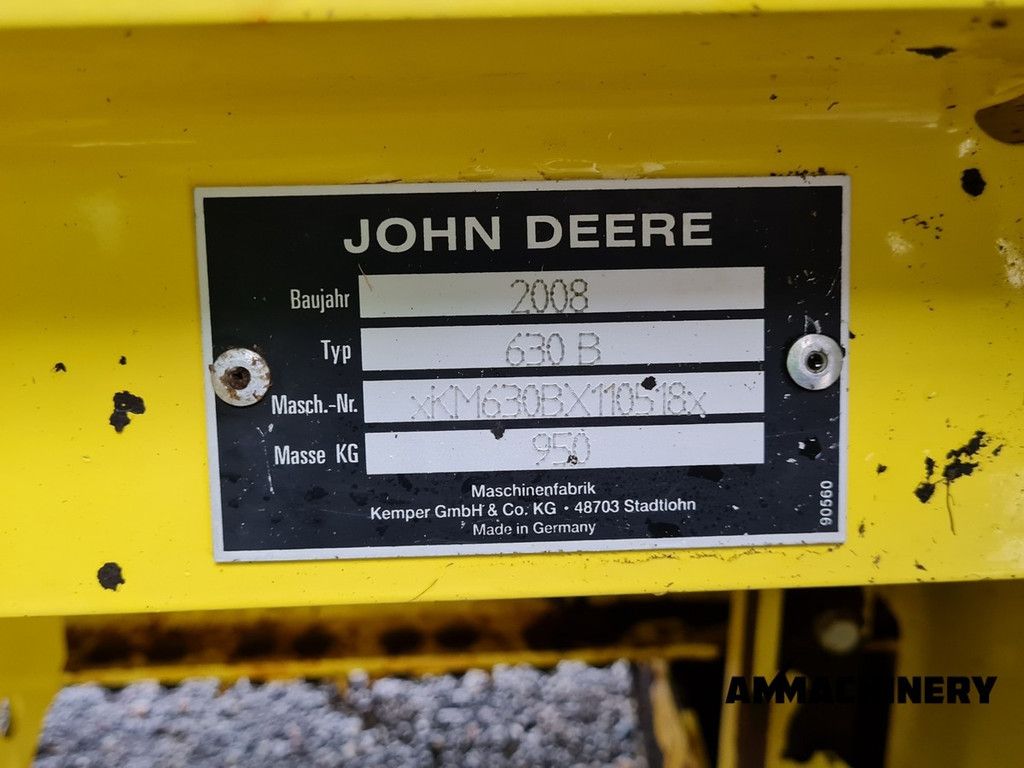 JOHN DEERE
Baujahr 2008
Typ 630 B
Masch.-Nr. xKM630BX110518x
Masse KG 950
Maschinenfabrik
Kemper GmbH & Co. KG • 48703 Stadtlohn
Made in Germany
90560
AMMACHINERY